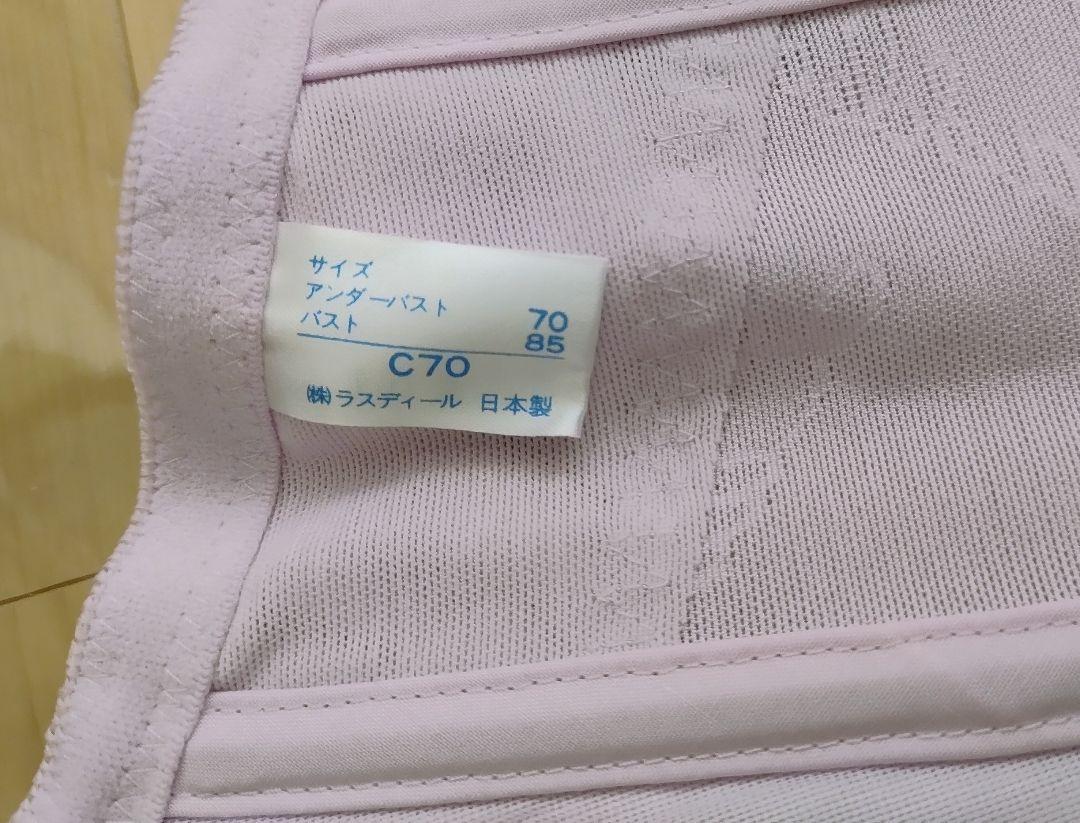 サイズ
アンダーバスト 70
バスト 85
C70
㈱ラスディール 日本製